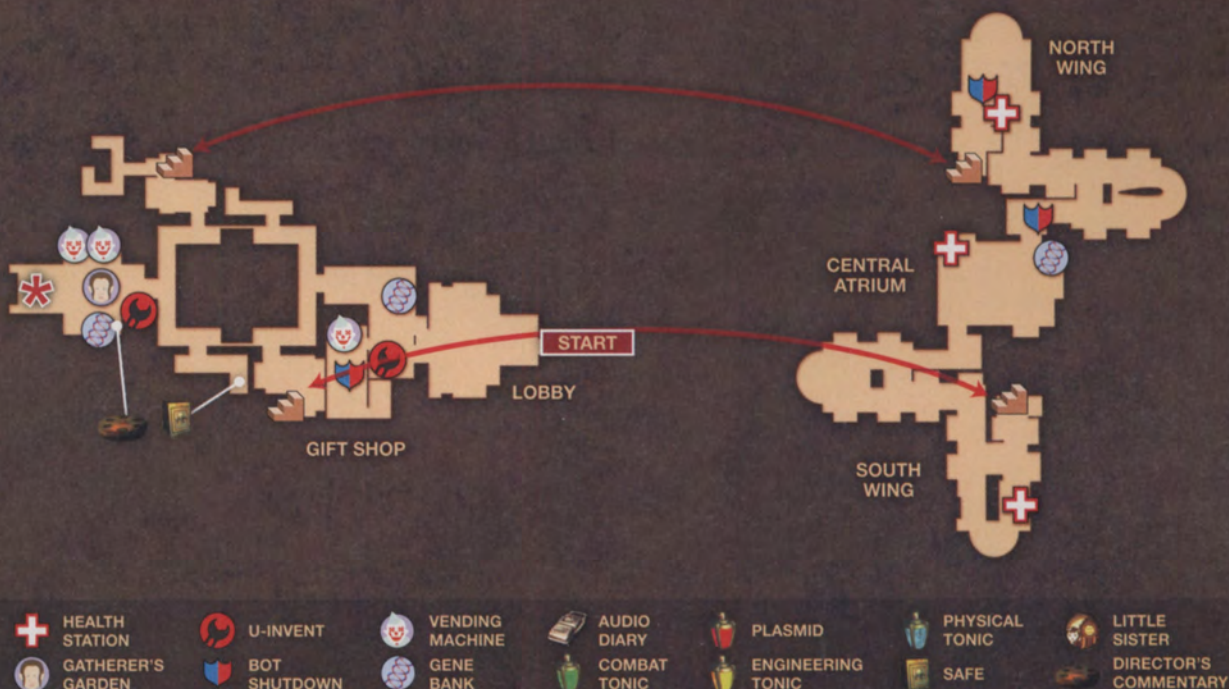 NORTH
WING
CENTRAL
ATRIUM
START
LOBBY
GIFT SHOP
SOUTH
WING
HEALTH
STATION
U-INVENT
VENDING
MACHINE
AUDIO
DIARY
PLASMID
PHYSICAL
TONIC
LITTLE
SISTER
GATHERER'S
GARDEN
BOT
SHUTDOWN
GENE
BANK
COMBAT
TONIC
ENGINEERING
TONIC
SAFE
DIRECTOR'S
COMMENTARY